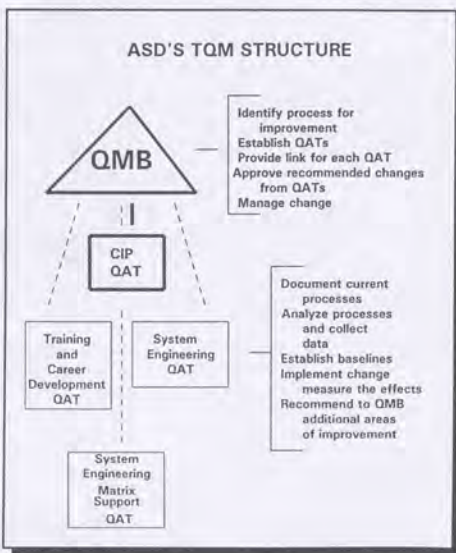 ASD'S TQM STRUCTURE
QMB
Identify process for
improvement
Establish QATs
Provide link for each QAT
Approve recommended changes
from QATs
Manage change
CIP
QAT
Training
and
Career
Development
QAT
System
Engineering
QAT
Document current
processes
Analyze processes
and collect
data
Establish baselines
Implement change
measure the effects
Recommend to QMB
additional areas
of improvement
System
Engineering
Matrix
Support
QAT